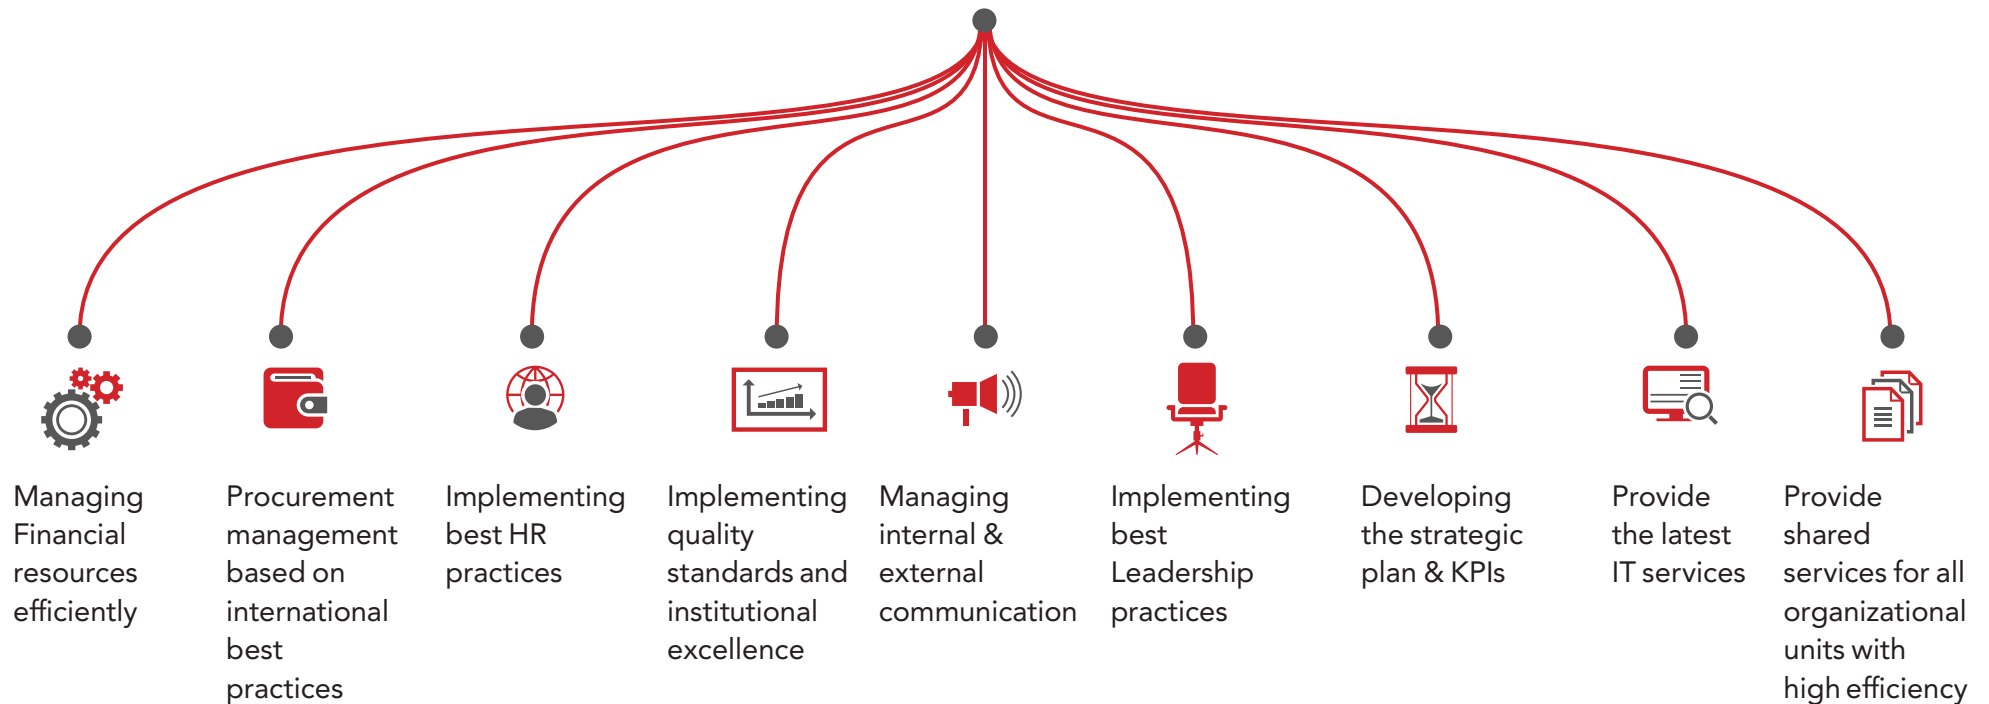 Managing
Financial
resources
efficiently
Procurement
management
based on
international
best
practices
Implementing
best HR
practices
Implementing
quality
standards and
institutional
excellence
Managing
internal &
external
communication
Implementing
best
Leadership
practices
Developing
the strategic
plan & KPIs
Provide
the latest
IT services
Provide
shared
services for all
organizational
units with
high efficiency